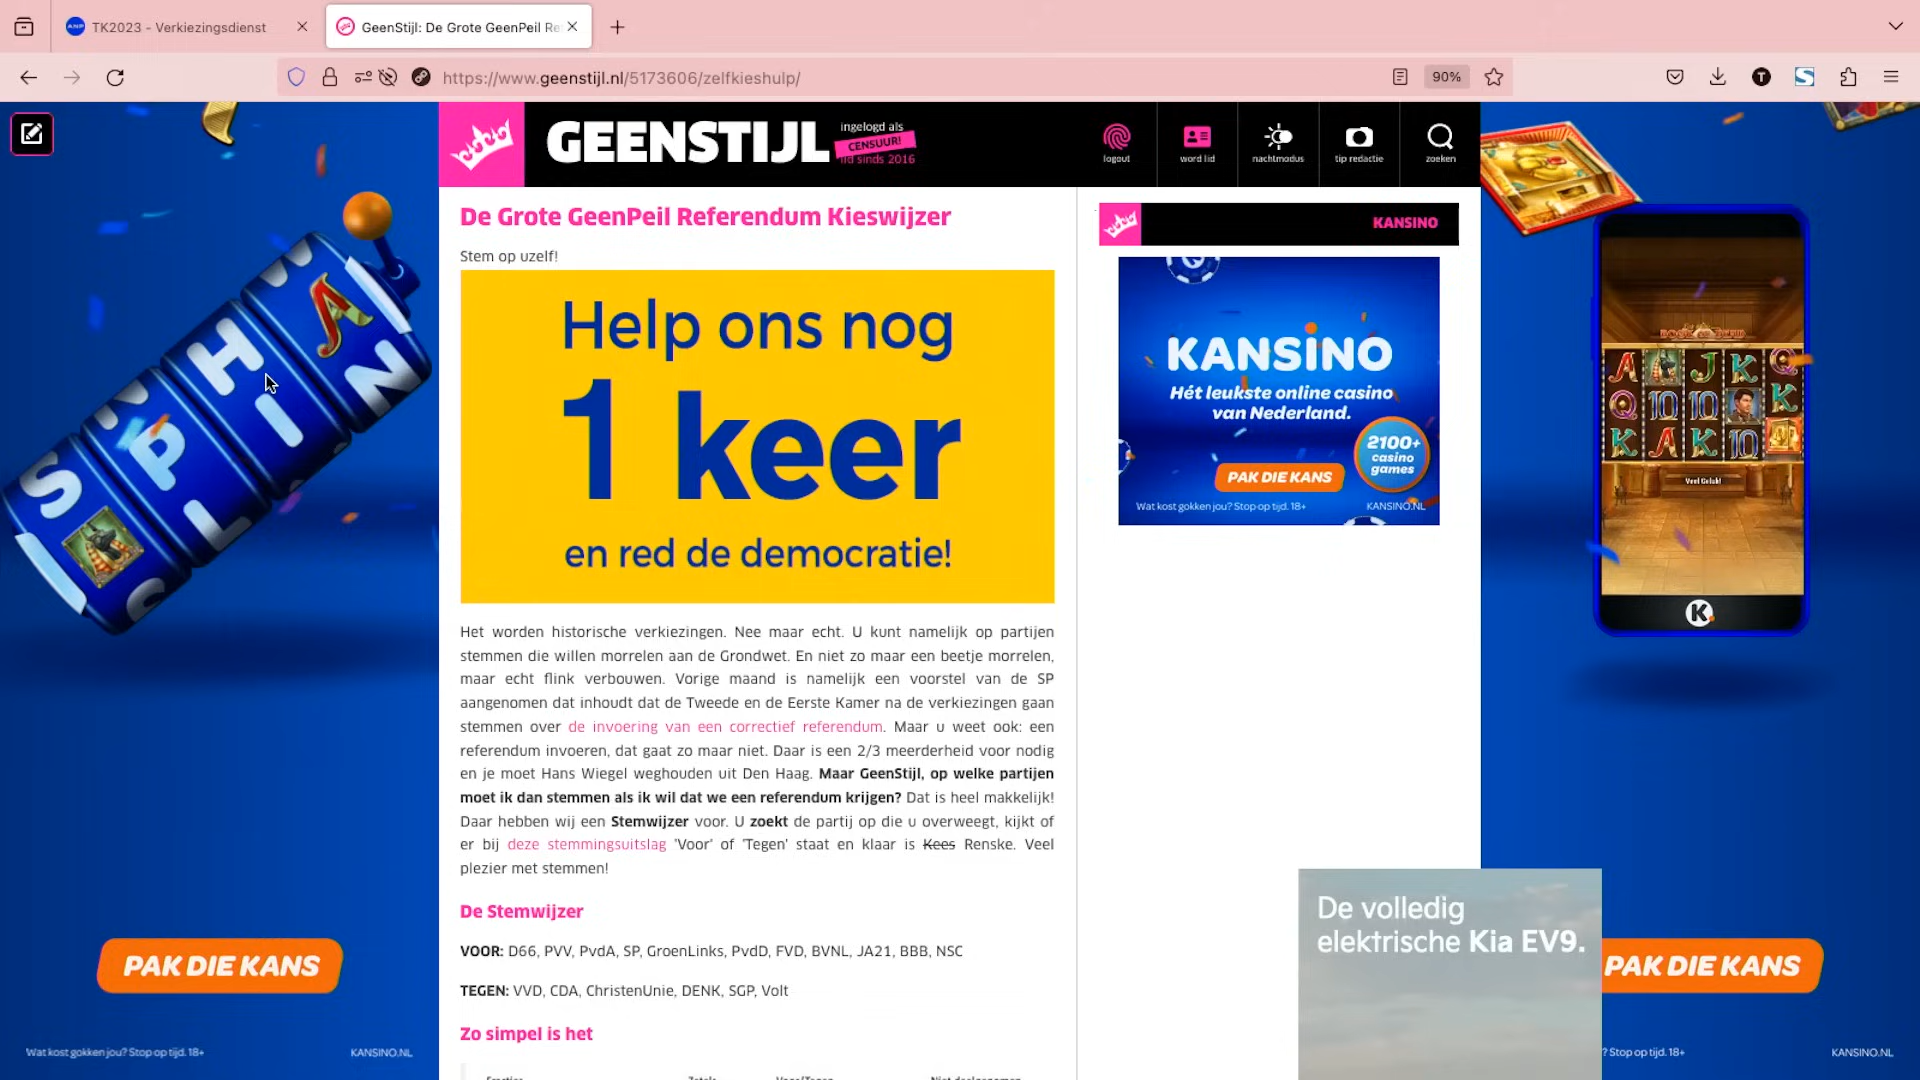 TK2023 - Verkiezingsdienst
GeenStijl: De Grote GeenPeil Re
https://www.geenstijl.nl/5173606/zelfkieshulp/
90%
GEENSTIJL
ingelogd als
CENSUUR!
lid sinds 2016
logout
word lid
nachtmodus
tip redactie
zoeken
De Grote GeenPeil Referendum Kieswijzer
Stem op uzelf!
Help ons nog
1 keer
en red de democratie!
Het worden historische verkiezingen. Nee maar echt. U kunt namelijk op partijen
stemmen die willen morrelen aan de Grondwet. En niet zo maar een beetje morrelen,
maar echt flink verbouwen. Vorige maand is namelijk een voorstel van de SP
aangenomen dat inhoudt dat de Tweede en de Eerste Kamer na de verkiezingen gaan
stemmen over de invoering van een correctief referendum. Maar u weet ook: een
referendum invoeren, dat gaat zo maar niet. Daar is een 2/3 meerderheid voor nodig
en je moet Hans Wiegel weghouden uit Den Haag. Maar GeenStijl, op welke partijen
moet ik dan stemmen als ik wil dat we een referendum krijgen? Dat is heel makkelijk!
Daar hebben wij een Stemwijzer voor. U zoekt de partij op die u overweegt, kijkt of
er bij deze stemmingsuitslag 'Voor' of 'Tegen' staat en klaar is Kees Renske. Veel
plezier met stemmen!
De Stemwijzer
VOOR: D66, PVV, PvdA, SP, GroenLinks, PvdD, FVD, BVNL, JA21, BBB, NSC
TEGEN: VVD, CDA, ChristenUnie, DENK, SGP, Volt
Zo simpel is het
KANSINO
KANSINO
Hét leukste online casino
van Nederland.
2100+
casino
games
PAK DIE KANS
Wat kost gokken jou? Stop op tijd. 18+
KANSINO.NL
De volledig
elektrische Kia EV9.
PAK DIE KANS
Wat kost gokken jou? Stop op tijd. 18+
KANSINO.NL
Veel Geluk!
K
PAK DIE KANS
? Stop op tijd. 18+
KANSINO.NL